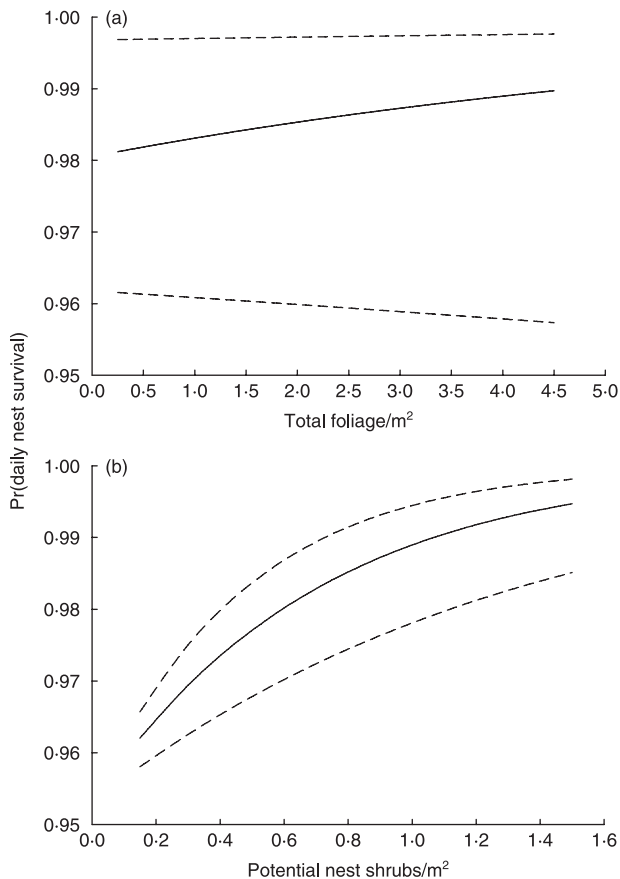 (a)
1·00
0·99
0·98
0·97
0·96
0·95
0·0 0·5 1·0 1·5 2·0 2·5 3·0 3·5 4·0 4·5 5·0
Total foliage/m²
Pr(daily nest survival)
(b)
1·00
0·99
0·98
0·97
0·96
0·95
0·0 0·2 0·4 0·6 0·8 1·0 1·2 1·4 1·6
Potential nest shrubs/m²